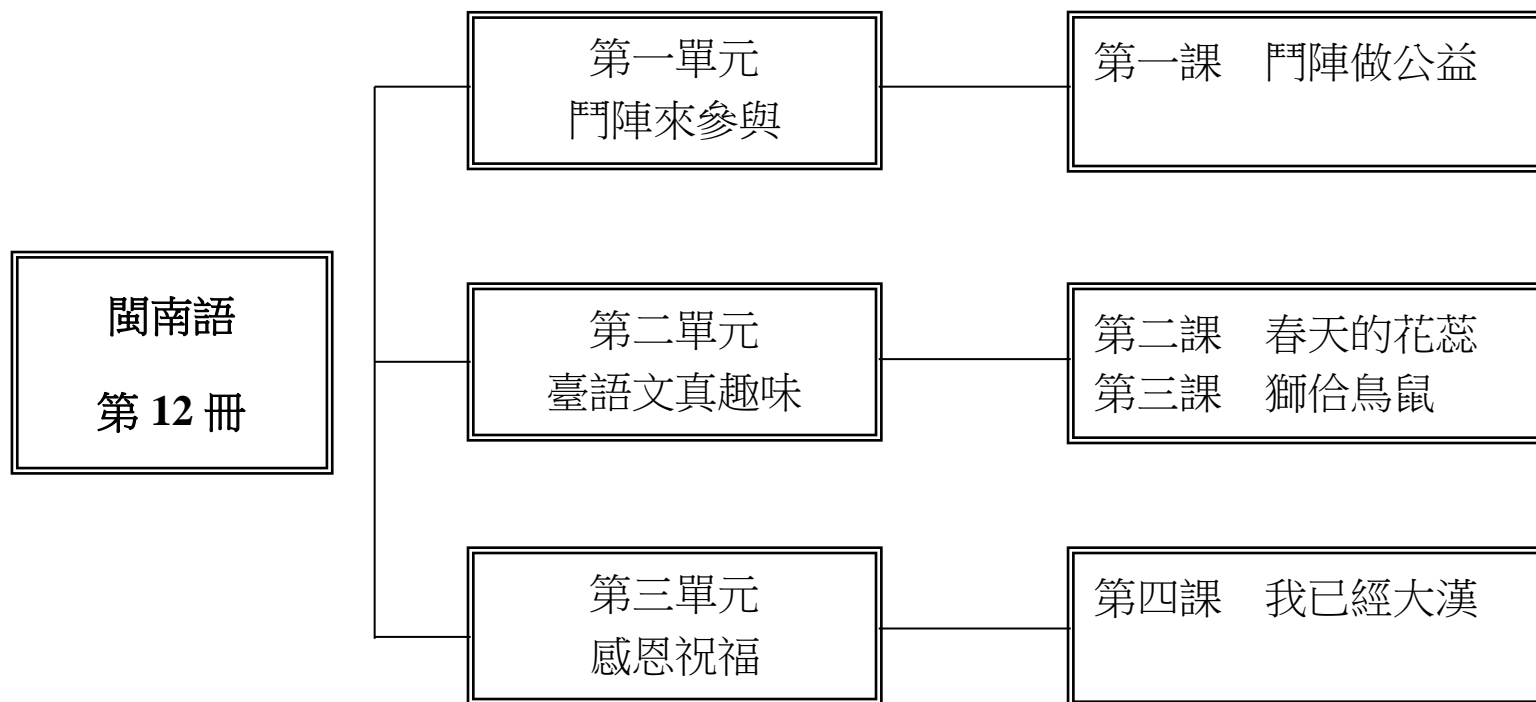 閩南語
第 12 冊
第一單元
鬥陣來參與
第一課　鬥陣做公益
第二單元
臺語文真趣味
第二課　春天的花蕊
第三課　獅佮鳥鼠
第三單元
感恩祝福
第四課　我已經大漢